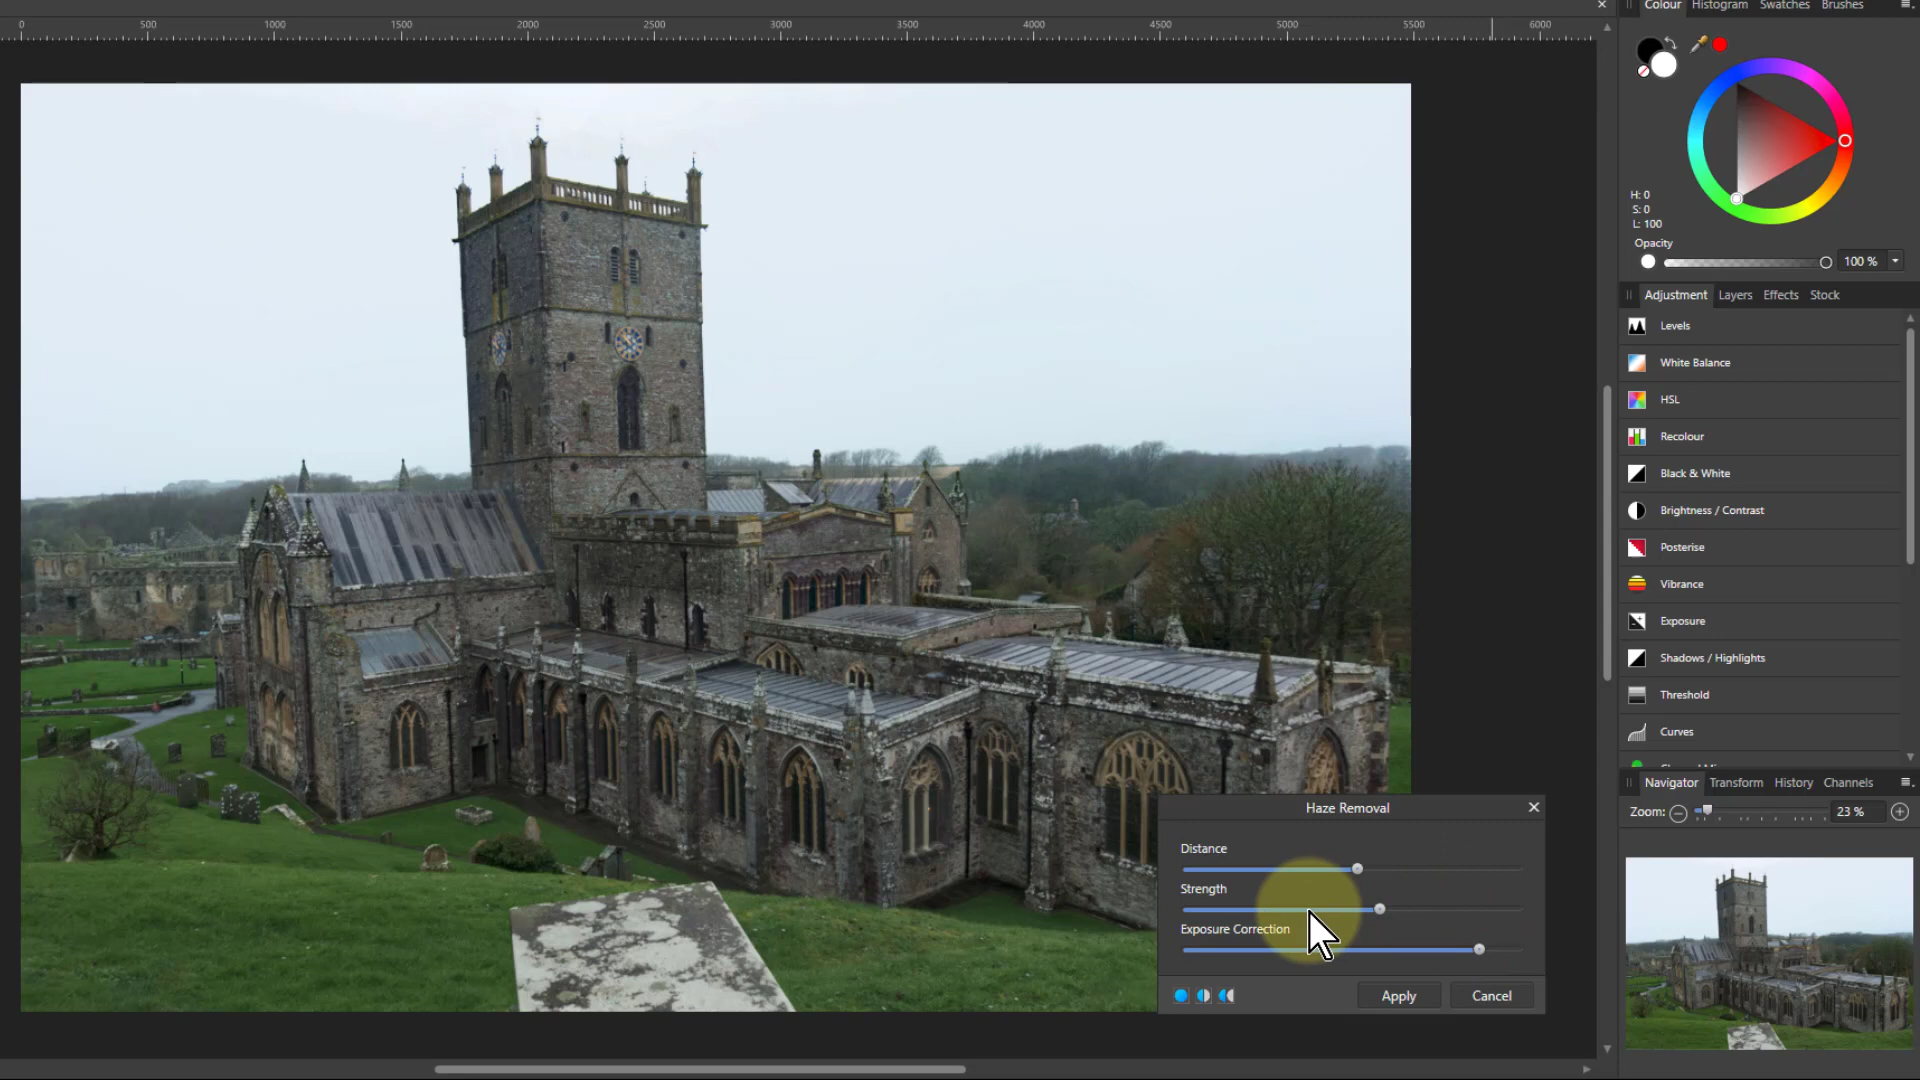 0 500 1000 1500 2000 2500 3000 3500 4000 4500 5000 5500 6000
Colour Histogram Swatches Brushes
H: 0
S: 0
L: 100
Opacity
100 %
Adjustment Layers Effects Stock
Levels
White Balance
HSL
Recolour
Black & White
Brightness / Contrast
Posterise
Vibrance
Exposure
Shadows / Highlights
Threshold
Curves
Navigator Transform History Channels
Zoom: 23 %
Haze Removal
Distance
Strength
Exposure Correction
Apply Cancel